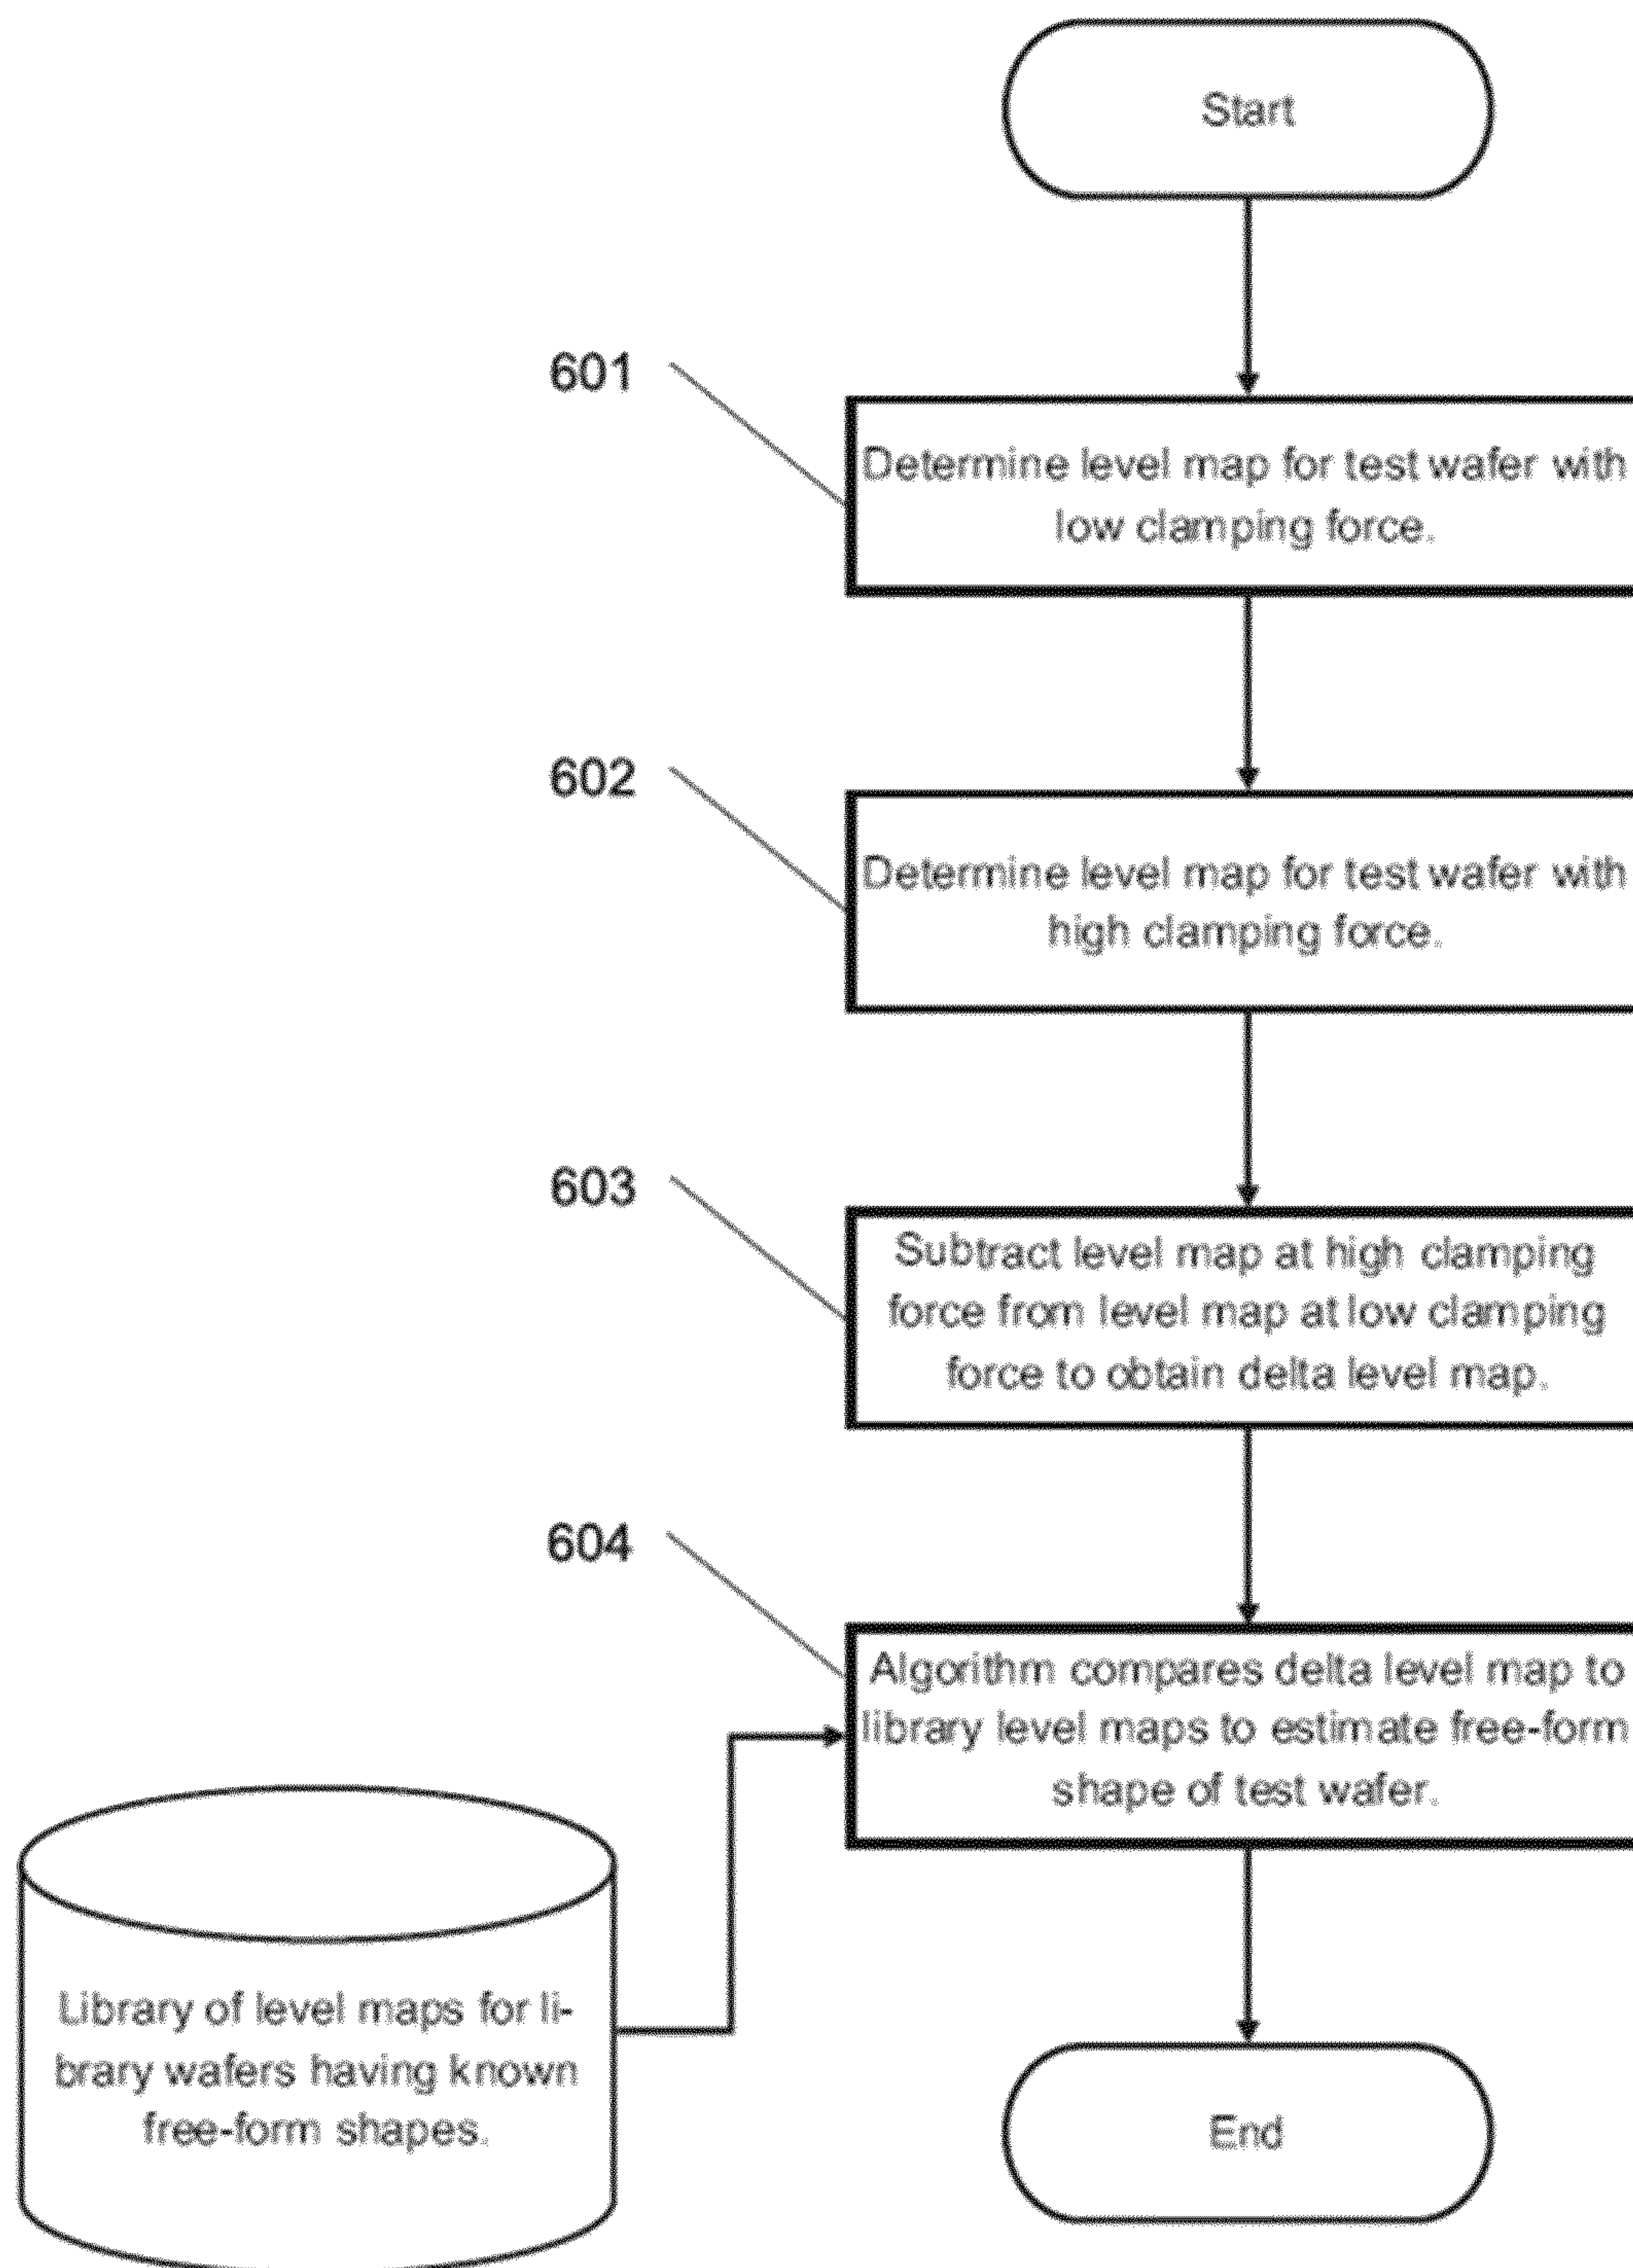 Start
601
Determine level map for test wafer with
low clamping force.
602
Determine level map for test wafer with
high clamping force.
603
Subtract level map at high clamping
force from level map at low clamping
force to obtain delta level map.
604
Algorithm compares delta level map to
library level maps to estimate free-form
shape of test wafer.
Library of level maps for li-
brary wafers having known
free-form shapes.
End